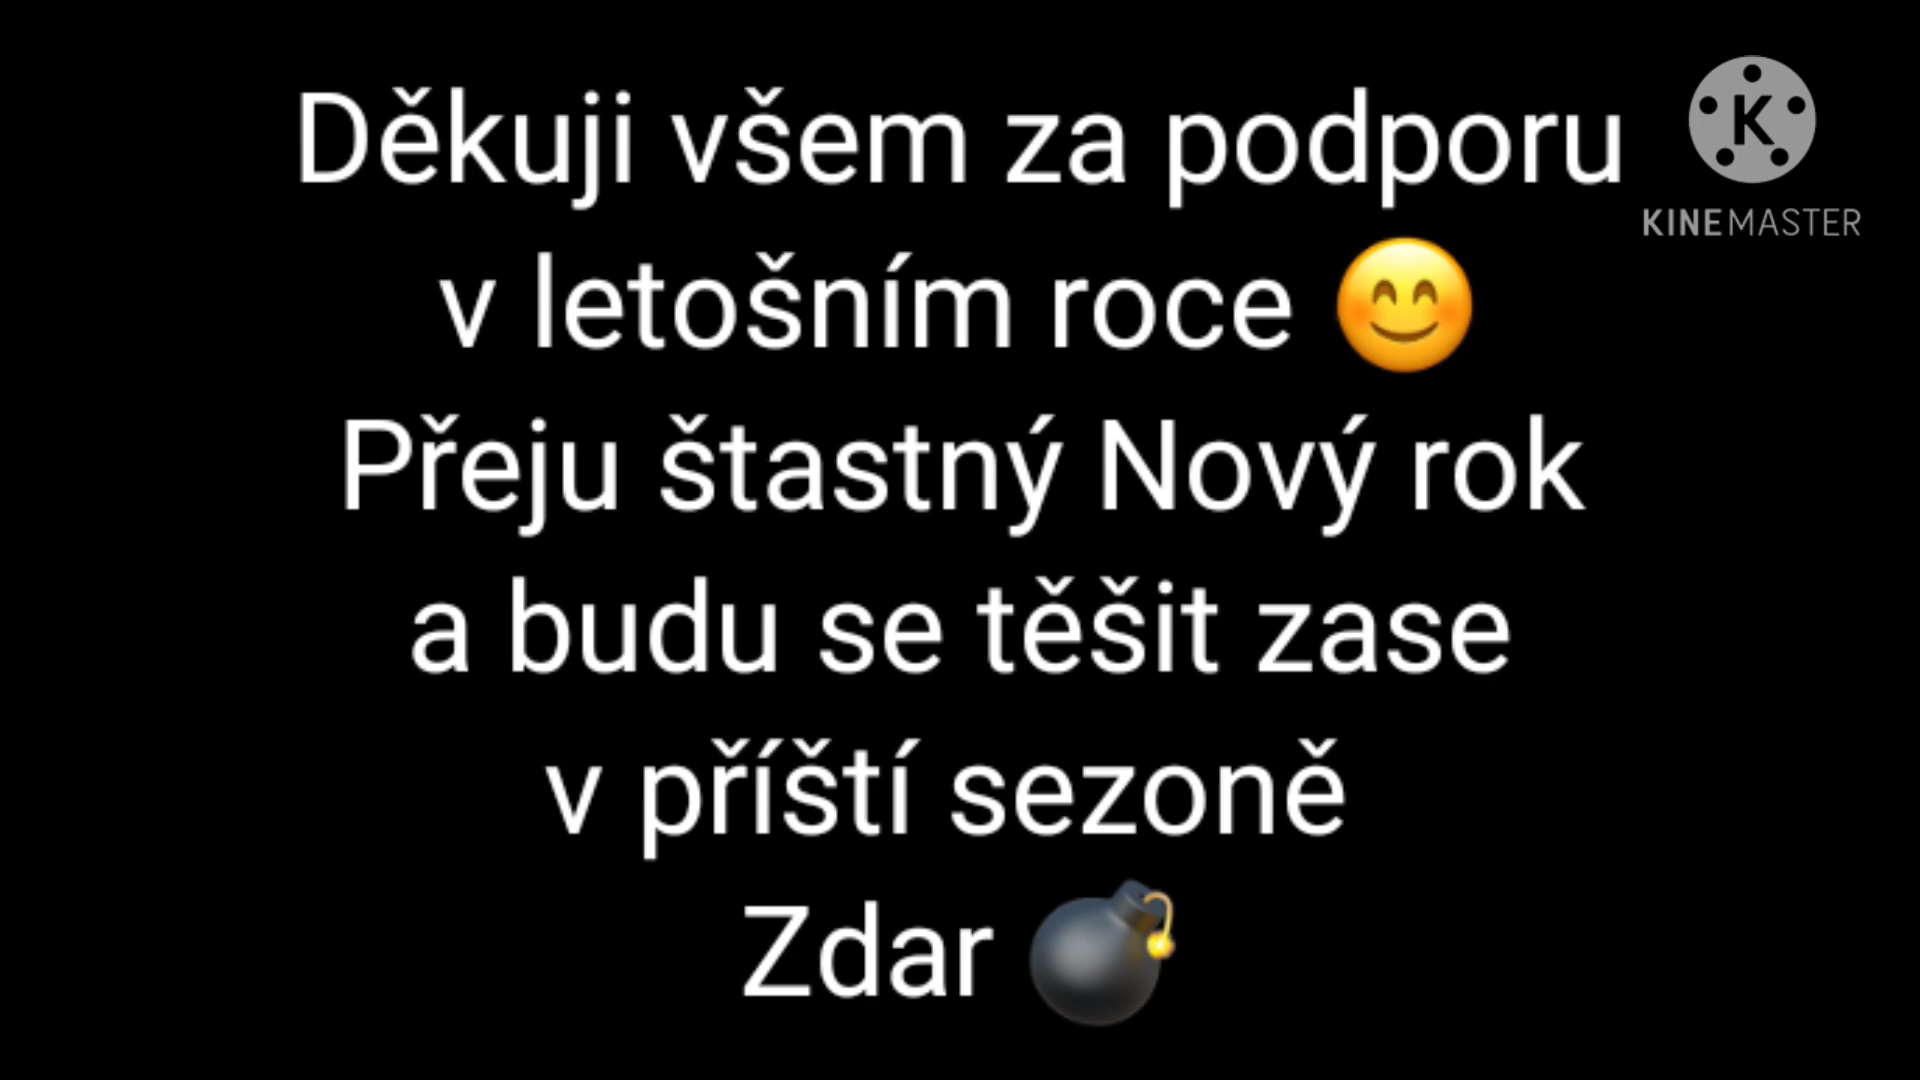 Děkuji všem za podporu
v letošním roce 😊
Přeju štastný Nový rok
a budu se těšit zase
v příští sezoně
Zdar 💣
K
KINEMASTER